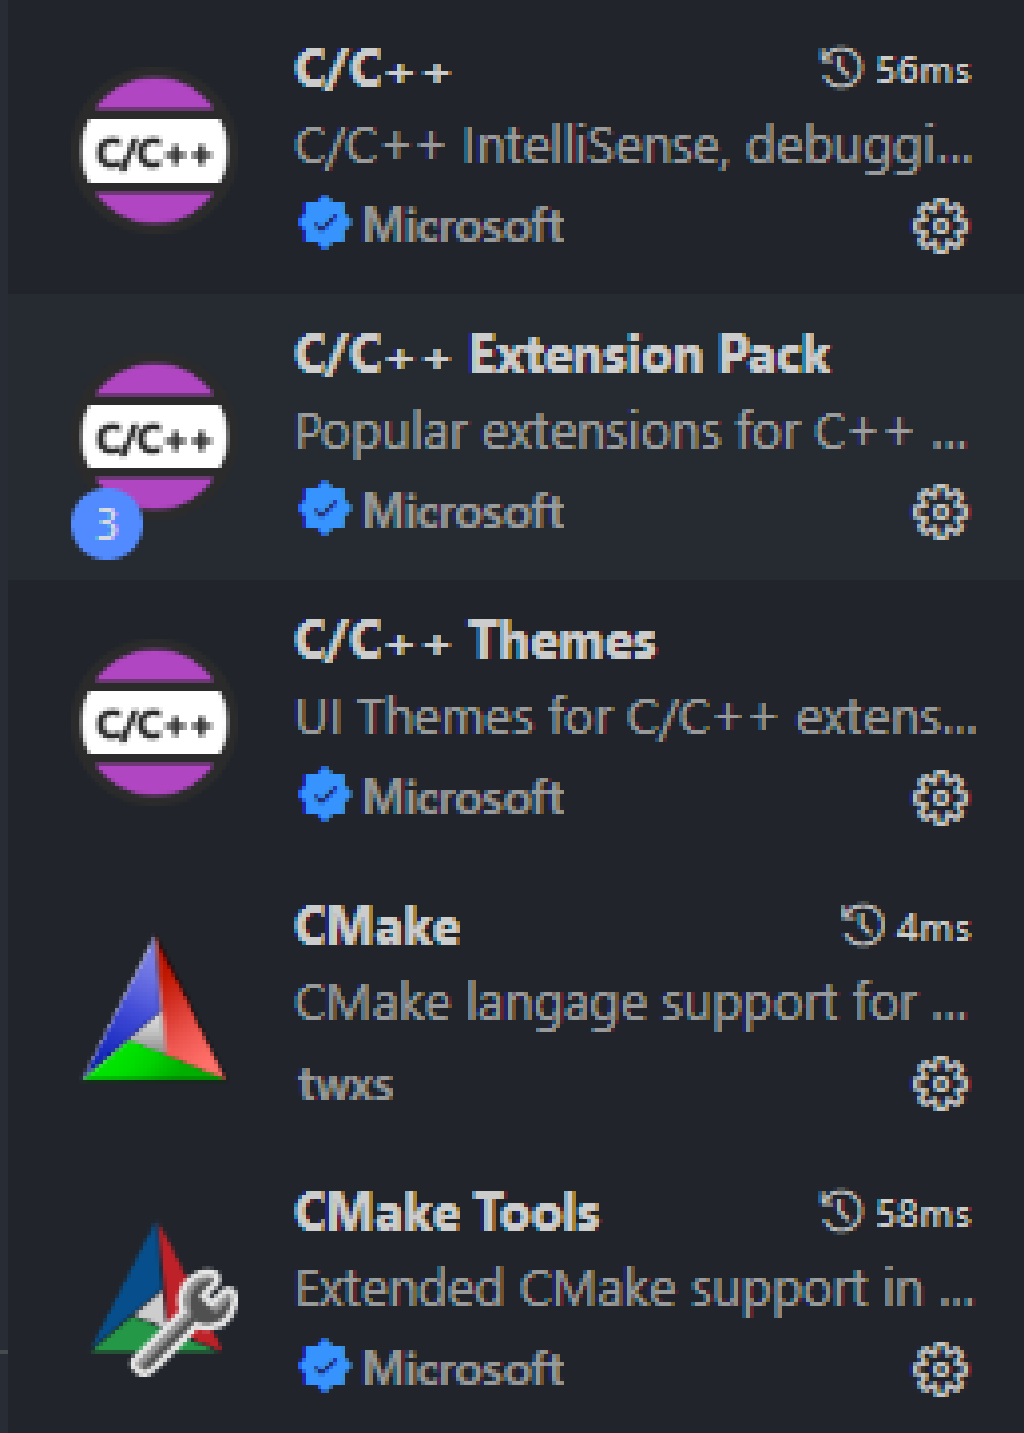 C/C++ 56ms
C/C++
C/C++ IntelliSense, debuggi...
Microsoft
C/C++ Extension Pack
C/C++
Popular extensions for C++ ...
3
Microsoft
C/C++ Themes
C/C++
UI Themes for C/C++ extens...
Microsoft
CMake 4ms
CMake langage support for ...
twxs
CMake Tools 58ms
Extended CMake support in ...
Microsoft